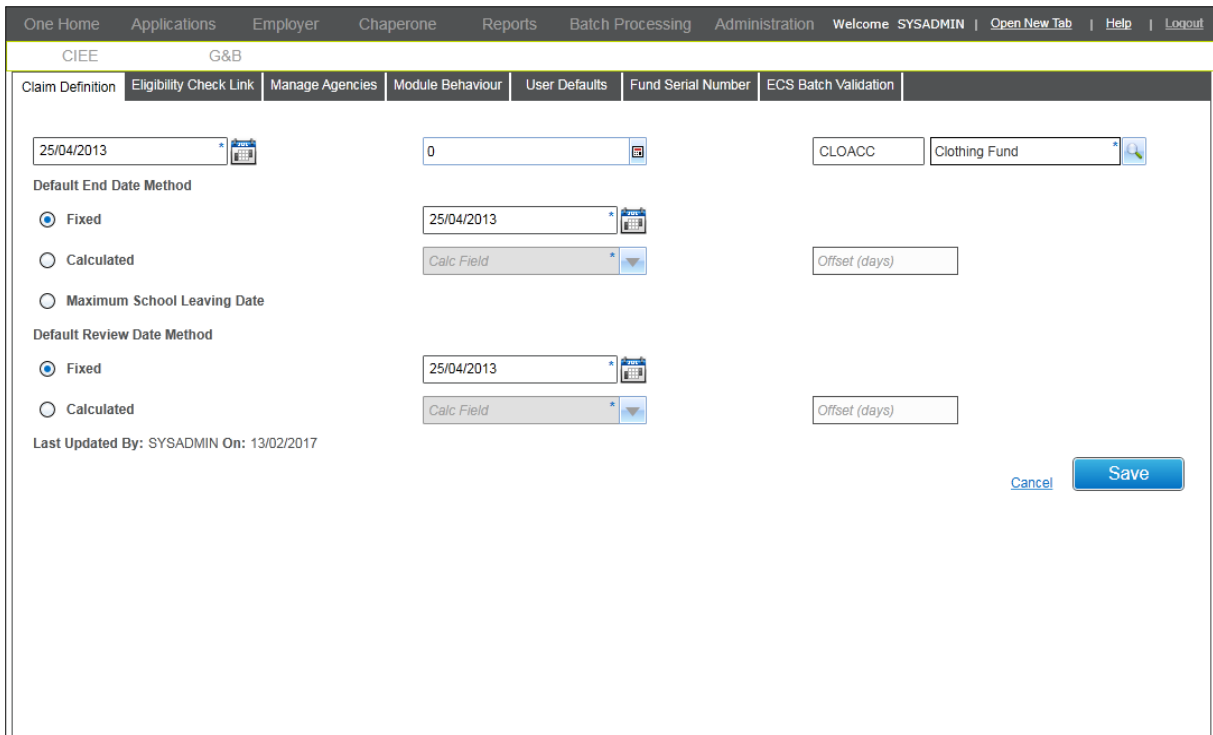 One Home Applications Employer Chaperone Reports Batch Processing Administration Welcome SYSADMIN | Open New Tab | Help | Logout
CIEE G&B
Claim Definition Eligibility Check Link Manage Agencies Module Behaviour User Defaults Fund Serial Number ECS Batch Validation
25/04/2013 * JUL 0 CLOACC Clothing Fund *
Default End Date Method
Fixed 25/04/2013 * JUL
Calculated Calc Field * Offset (days)
Maximum School Leaving Date
Default Review Date Method
Fixed 25/04/2013 * JUL
Calculated Calc Field * Offset (days)
Last Updated By: SYSADMIN On: 13/02/2017
Cancel Save